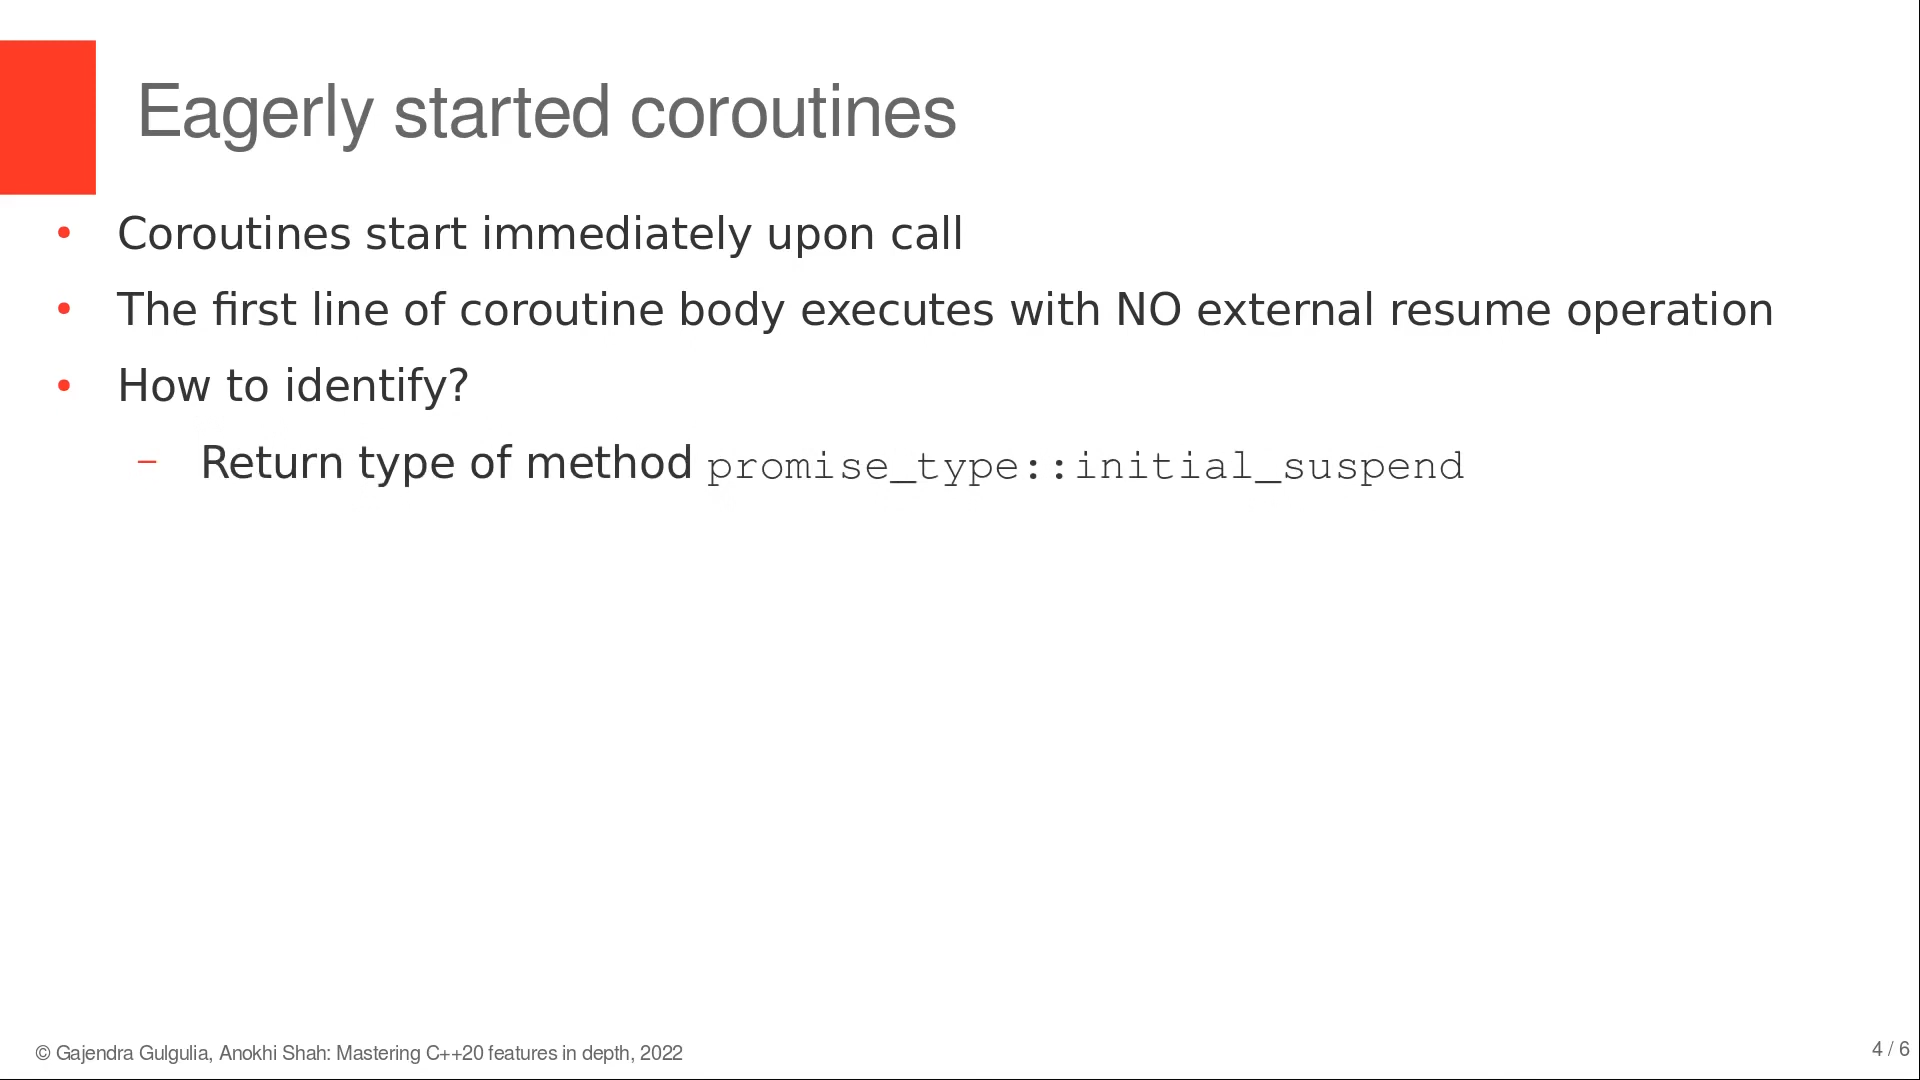 Eagerly started coroutines
• Coroutines start immediately upon call
• The first line of coroutine body executes with NO external resume operation
• How to identify?
– Return type of method promise_type::initial_suspend
© Gajendra Gulgulia, Anokhi Shah: Mastering C++20 features in depth, 2022
4 / 6